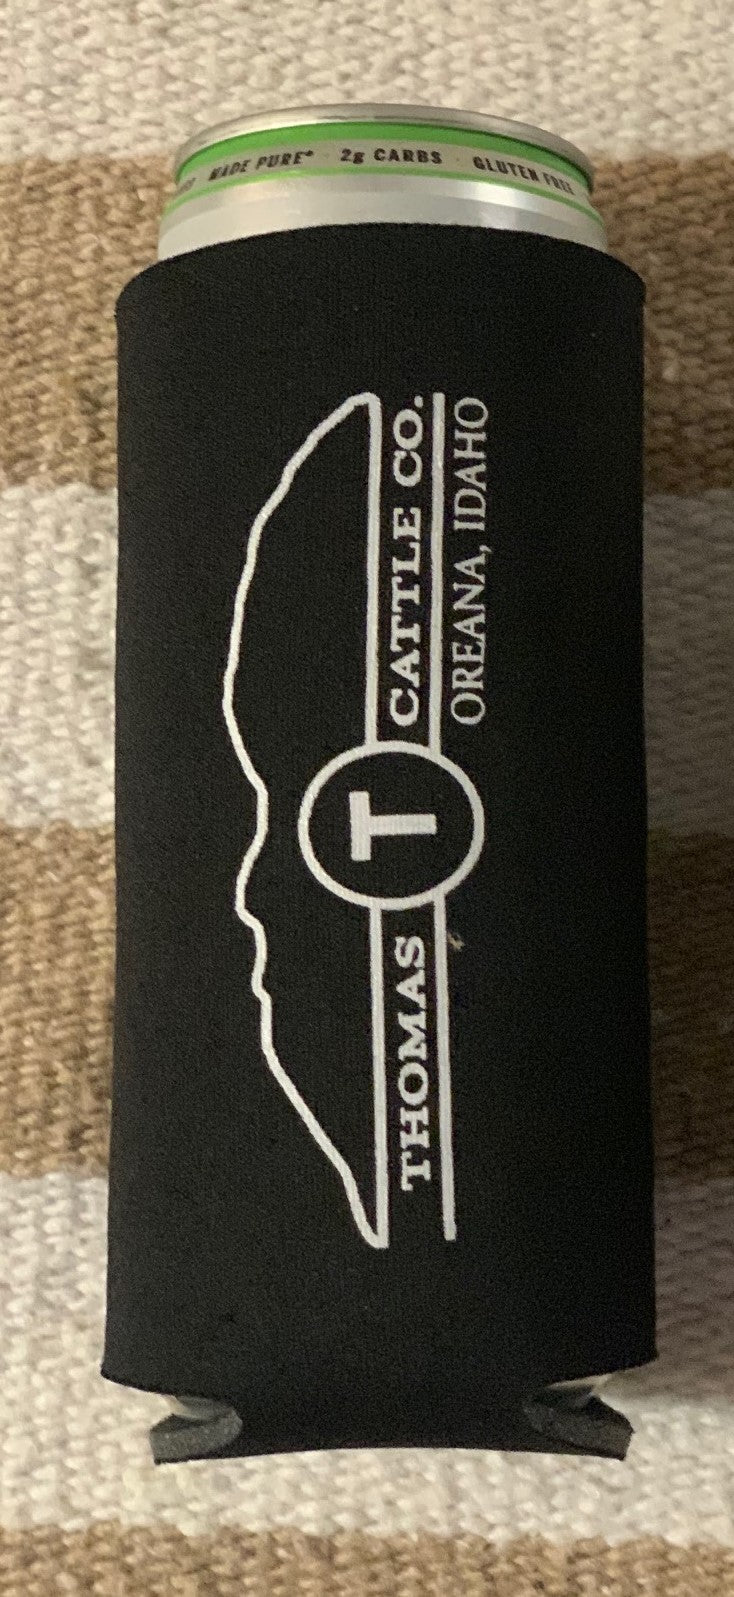 MADE PURE* · 2g CARBS · GLUTEN FREE
THOMAS T CATTLE CO.
OREANA, IDAHO